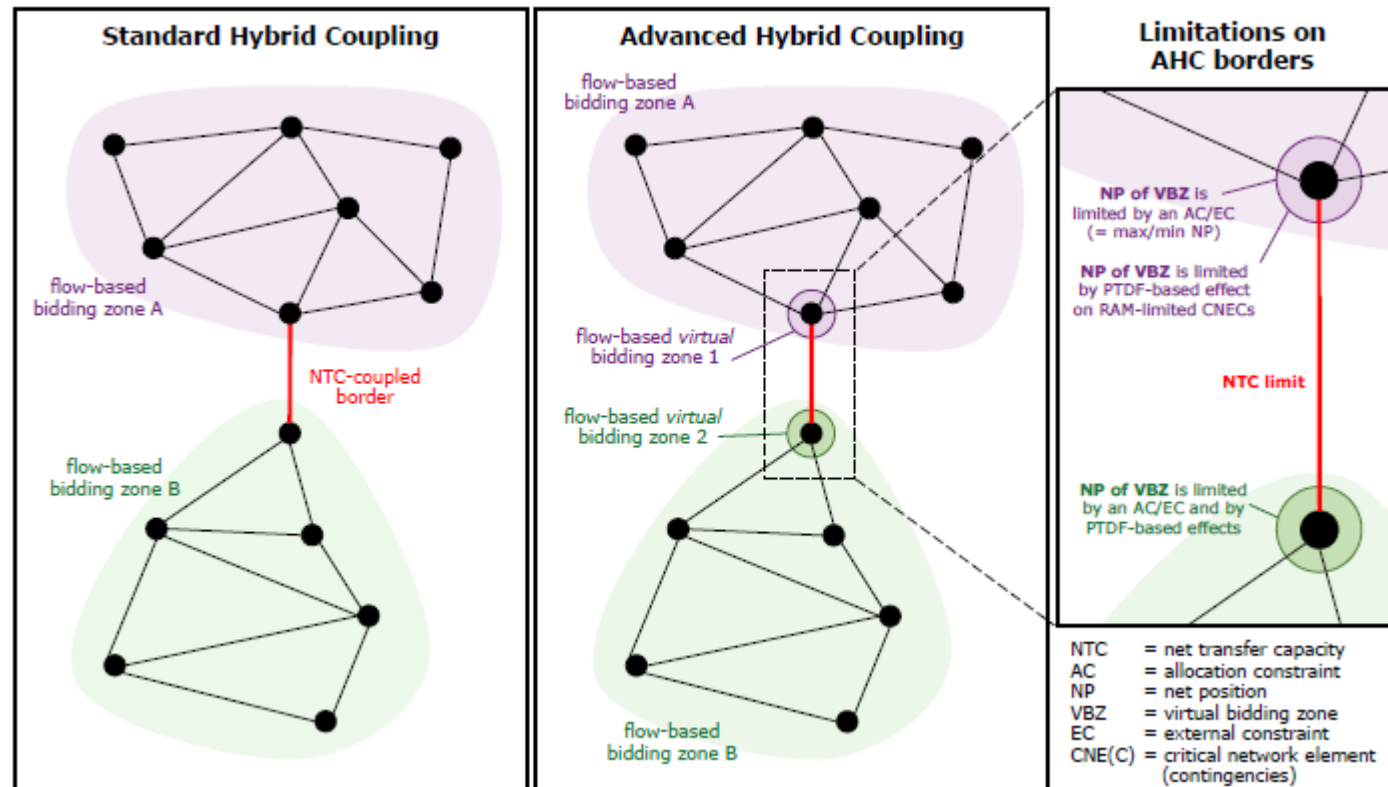 Standard Hybrid Coupling
flow-based
bidding zone A
NTC-coupled
border
flow-based
bidding zone B
Advanced Hybrid Coupling
flow-based
bidding zone A
flow-based virtual
bidding zone 1
flow-based virtual
bidding zone 2
flow-based
bidding zone B
Limitations on
AHC borders
NP of VBZ is
limited by an AC/EC
(= max/min NP)
NP of VBZ is limited
by PTDF-based effect
on RAM-limited CNECs
NTC limit
NP of VBZ is limited
by an AC/EC and by
PTDF-based effects
NTC = net transfer capacity
AC = allocation constraint
NP = net position
VBZ = virtual bidding zone
EC = external constraint
CNE(C) = critical network element
(contingencies)